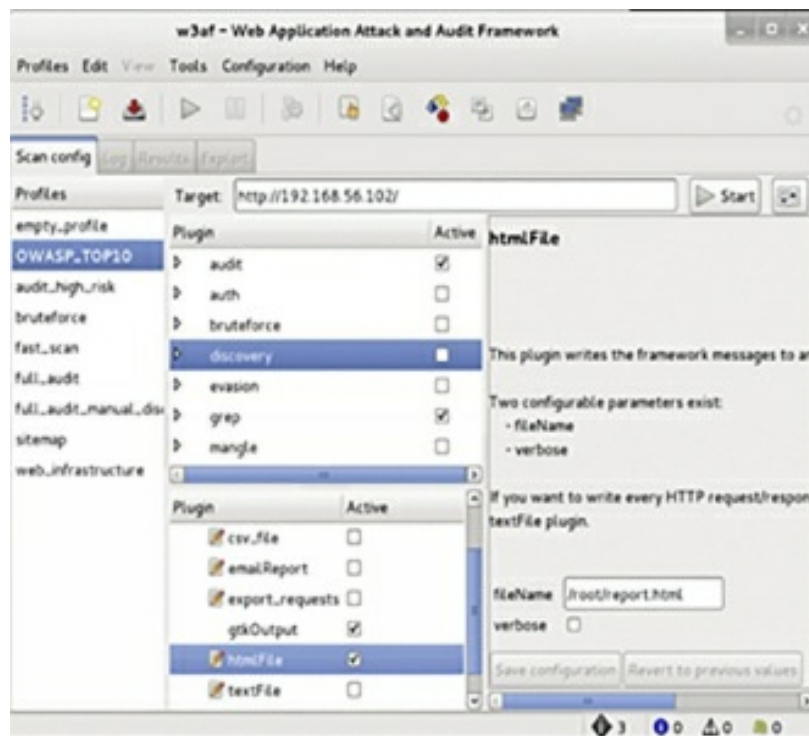 w3af - Web Application Attack and Audit Framework
Profiles Edit View Tools Configuration Help
Scan config Log Results Exploit
Profiles
empty_profile
OWASP_TOP10
audit_high_risk
bruteforce
fast_scan
full_audit
full_audit_manual_disc
sitemap
web_infrastructure
Target: http://192.168.56.102/
Start
Plugin Active
audit
auth
bruteforce
discovery
evasion
grep
mangle
Plugin Active
csv_file
emailReport
export_requests
gtkOutput
htmlFile
textFile
htmlFile
This plugin writes the framework messages to an
Two configurable parameters exist:
- fileName
- verbose
If you want to write every HTTP request/respon
textFile plugin.
fileName /root/report.html
verbose
Save configuration Revert to previous values
3 0 0 0